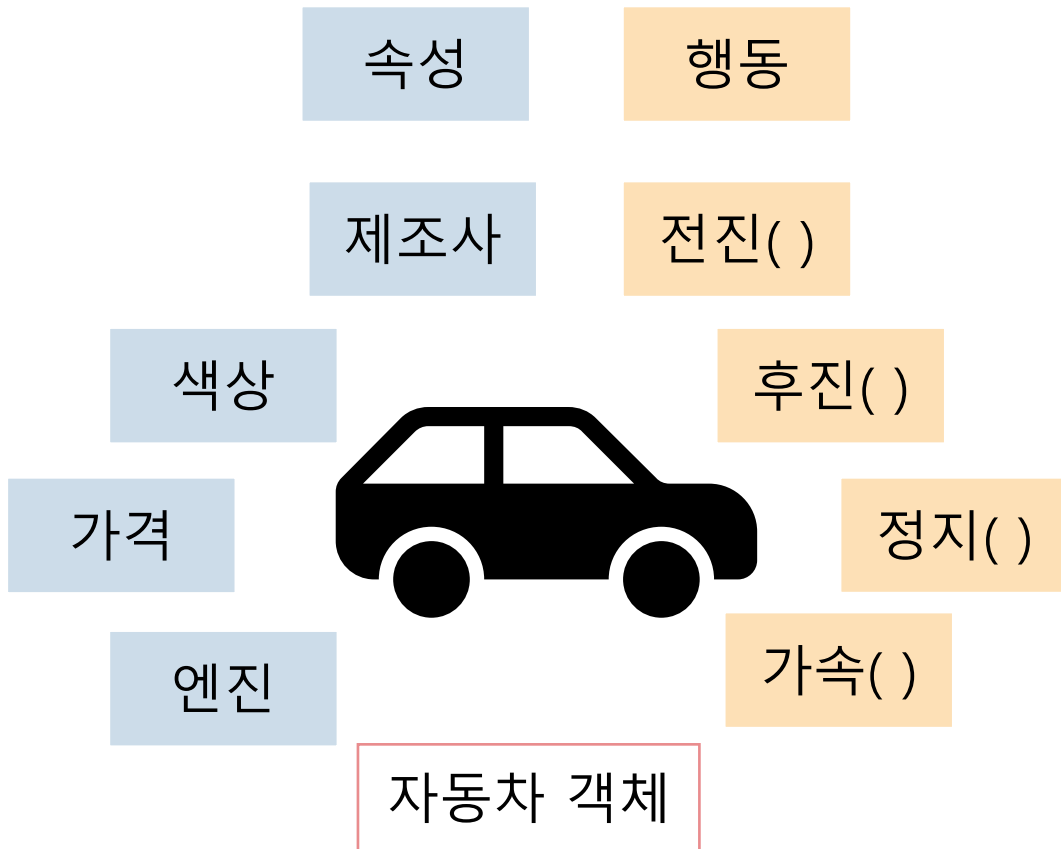 속성
행동
제조사
전진( )
색상
후진( )
가격
정지( )
가속( )
엔진
자동차 객체